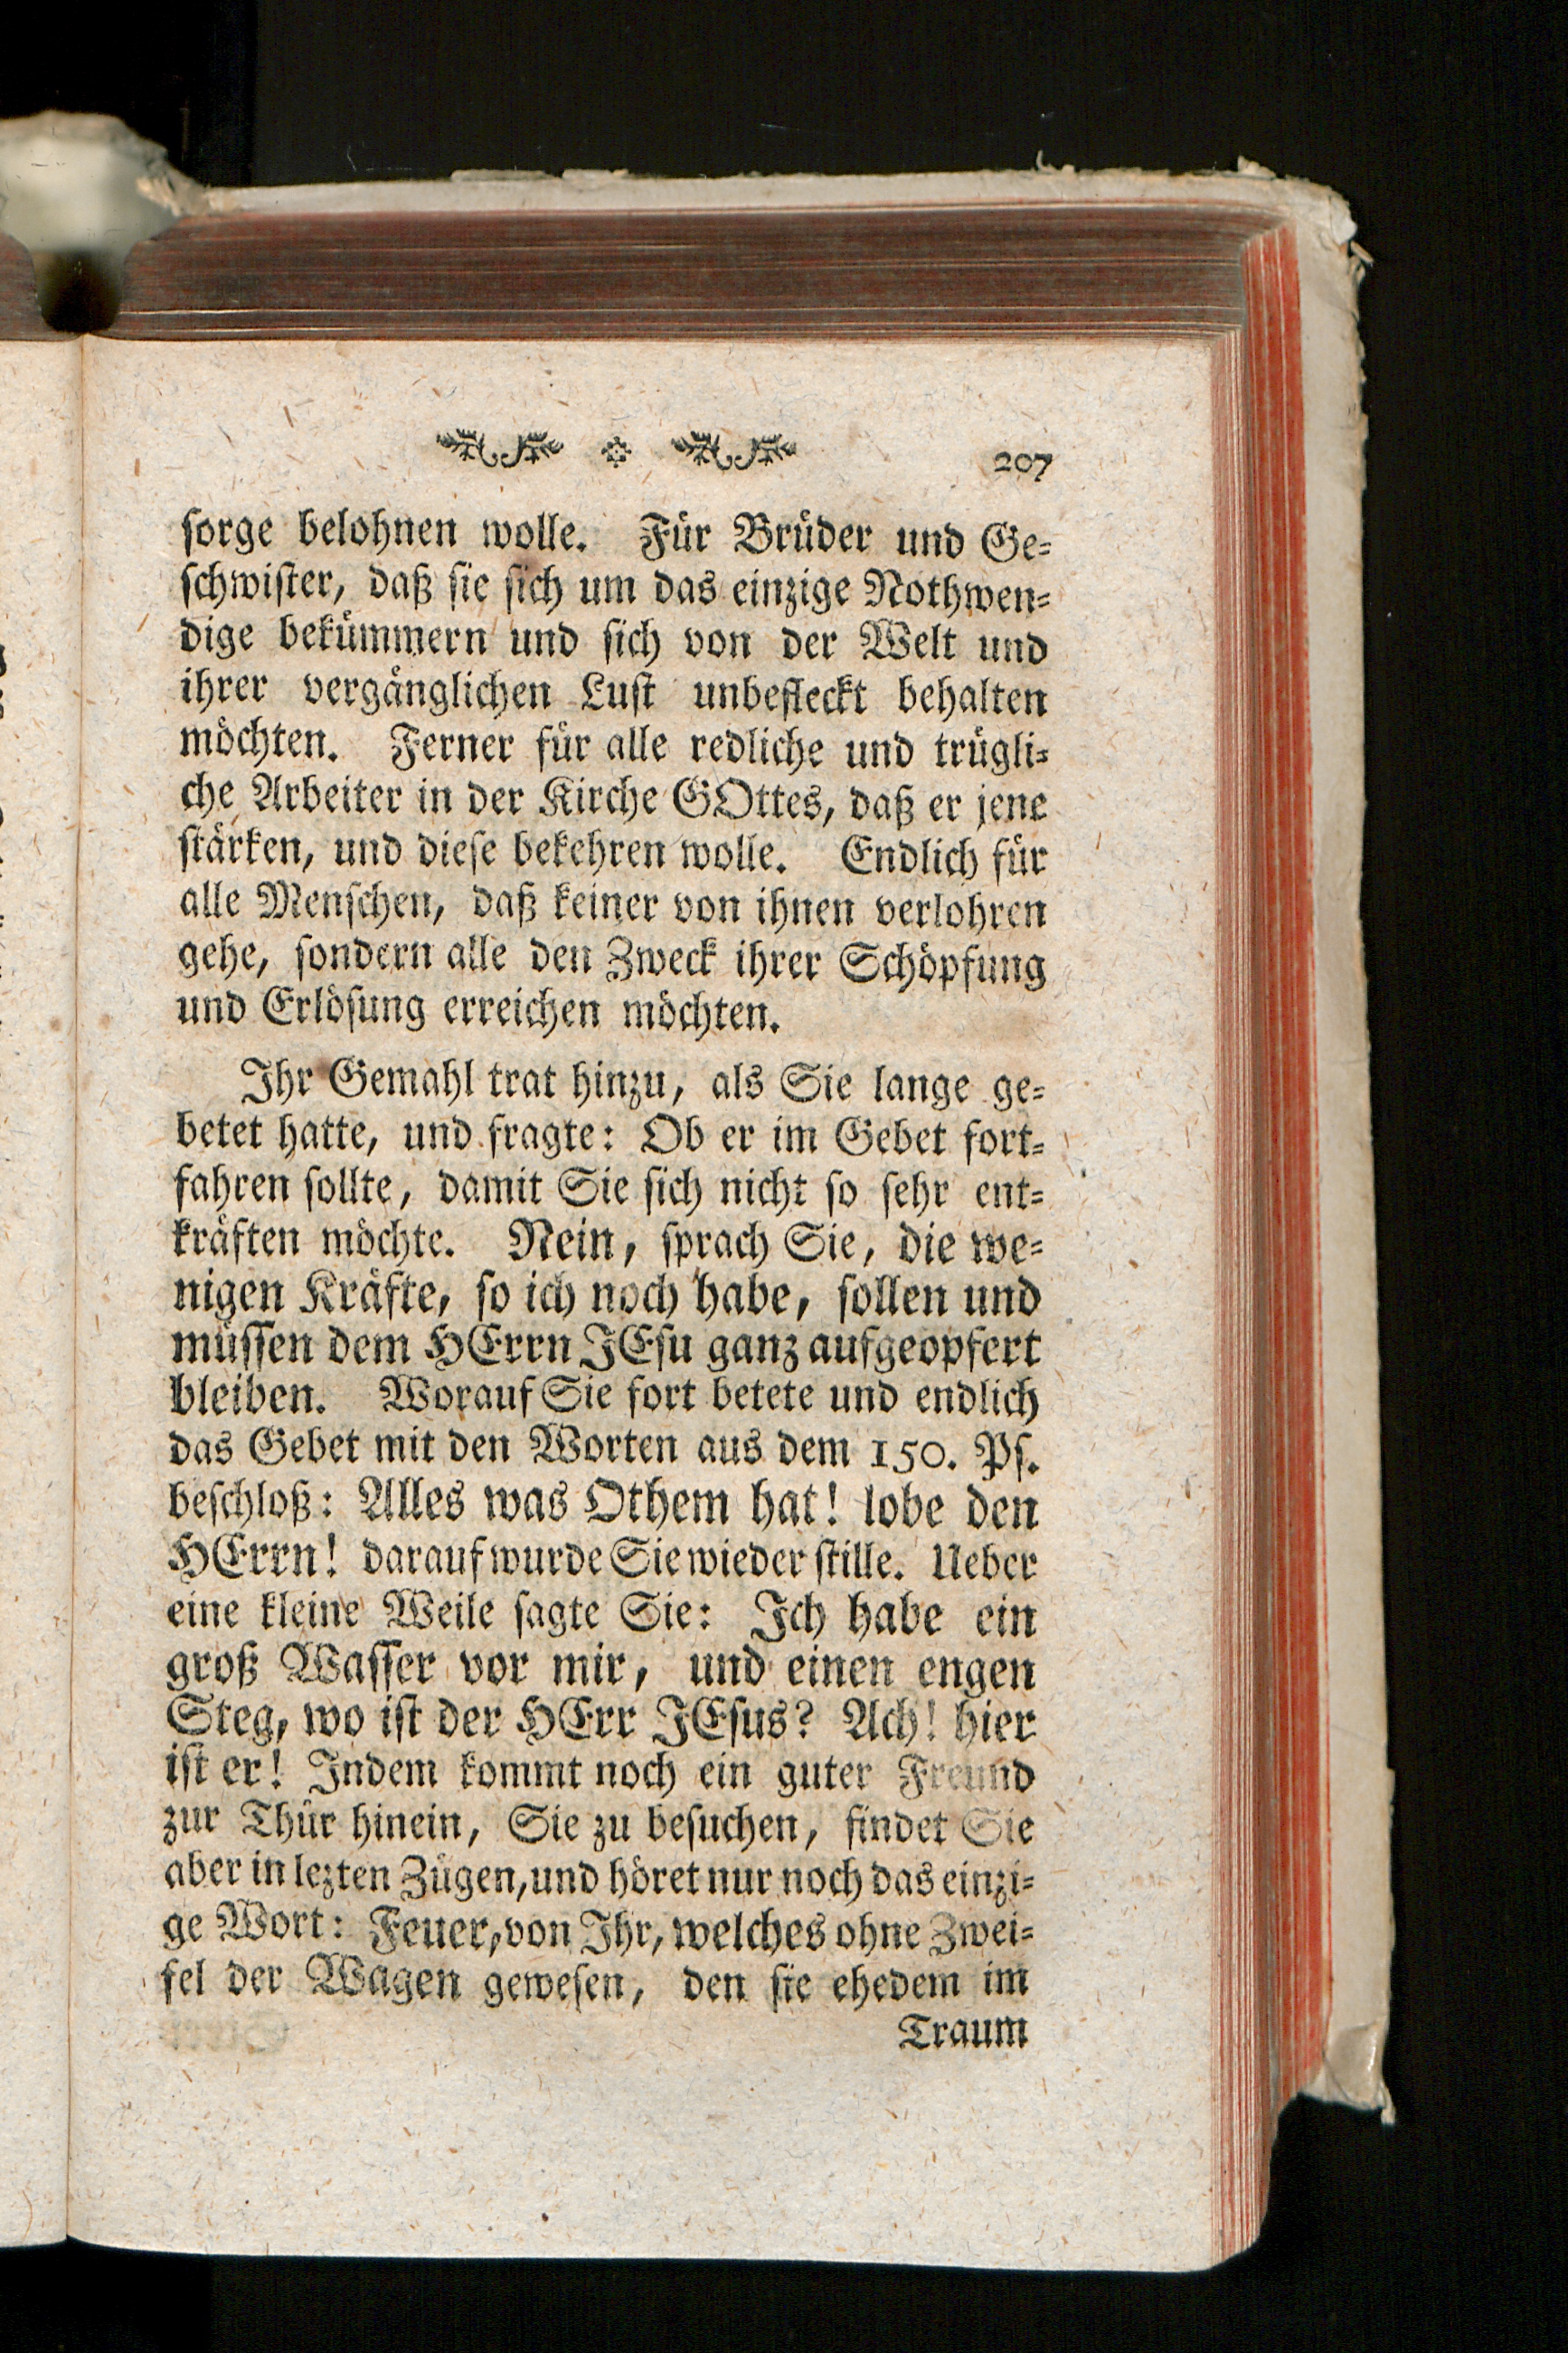 207
ſorge belohnen wolle. Für Brüder und Ge=
ſchwiſter, daß ſie ſich um das einzige Nothwen=
dige bekümmern und ſich von der Welt und
ihrer vergänglichen Luſt unbefleckt behalten
möchten. Ferner für alle redliche und trügli=
che Arbeiter in der Kirche GOttes, daß er jene
ſtärken, und dieſe bekehren wolle. Endlich für
alle Menſchen, daß keiner von ihnen verlohren
gehe, ſondern alle den Zweck ihrer Schöpfung
und Erlöſung erreichen möchten.
Ihr Gemahl trat hinzu, als Sie lange ge=
betet hatte, und fragte: Ob er im Gebet fort=
fahren ſollte, damit Sie ſich nicht ſo ſehr ent=
kräften möchte. Nein, ſprach Sie, die we=
nigen Kräfte, ſo ich noch habe, ſollen und
müſſen dem HErrn JEſu ganz aufgeopfert
bleiben. Worauf Sie fort betete und endlich
das Gebet mit den Worten aus dem 150. Pſ.
beſchloß: Alles was Othem hat! lobe den
HErrn! darauf wurde Sie wieder ſtille. Ueber
eine kleine Weile ſagte Sie: Ich habe ein
groß Waſſer vor mir, und einen engen
Steg, wo iſt der HErr JEſus? Ach! hier
iſt er! Indem kommt noch ein guter Freund
zur Thür hinein, Sie zu beſuchen, findet Sie
aber in lezten Zügen, und höret nur noch das einzi=
ge Wort: Feuer, von Ihr, welches ohne Zwei=
fel der Wagen geweſen, den ſie ehedem im
Traum